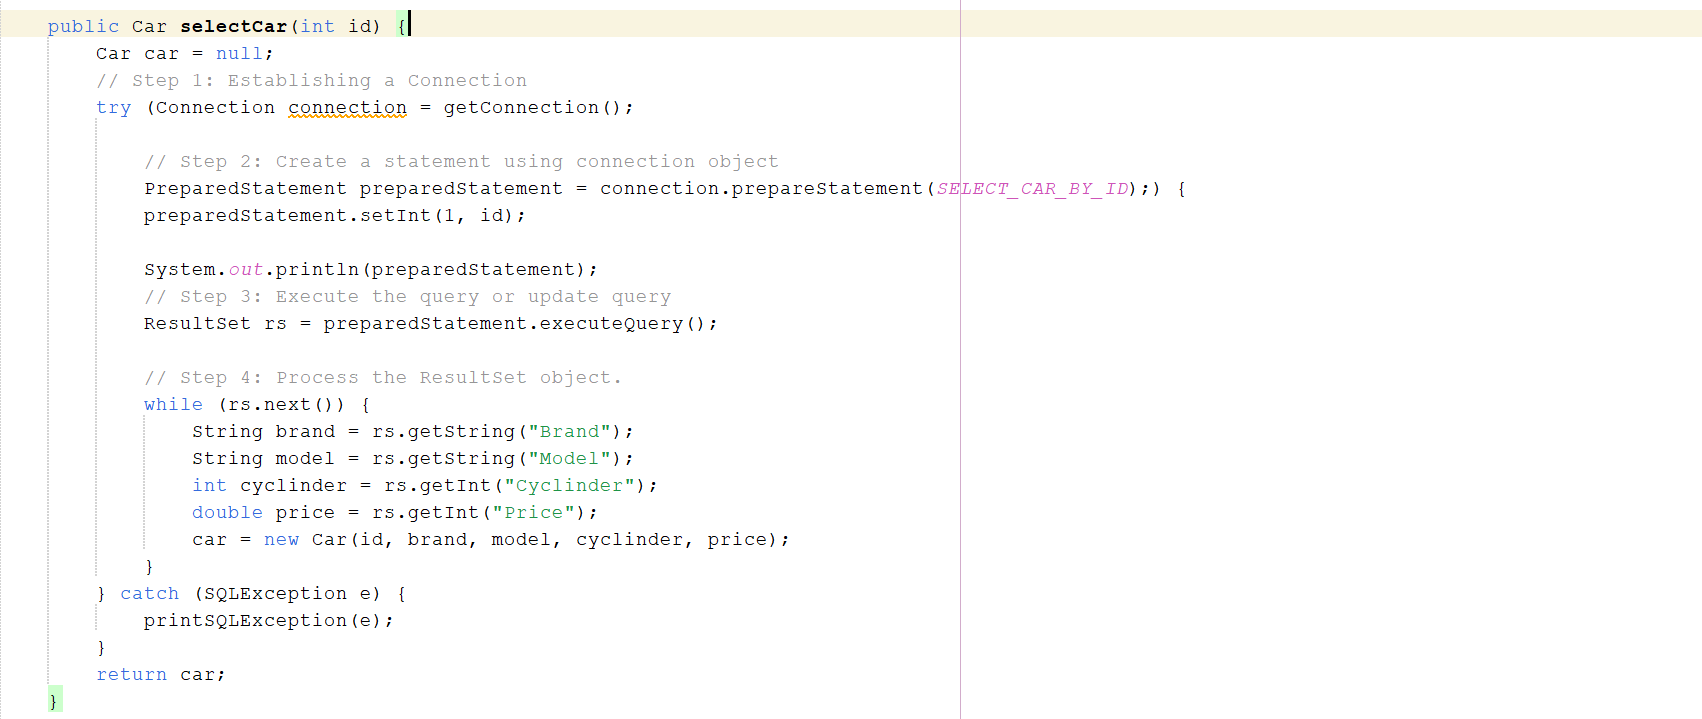 public Car selectCar(int id) {
Car car = null;
// Step 1: Establishing a Connection
try (Connection connection = getConnection();
// Step 2: Create a statement using connection object
PreparedStatement preparedStatement = connection.prepareStatement(SELECT_CAR_BY_ID);) {
preparedStatement.setInt(1, id);
System.out.println(preparedStatement);
// Step 3: Execute the query or update query
ResultSet rs = preparedStatement.executeQuery();
// Step 4: Process the ResultSet object.
while (rs.next()) {
String brand = rs.getString("Brand");
String model = rs.getString("Model");
int cyclinder = rs.getInt("Cyclinder");
double price = rs.getInt("Price");
car = new Car(id, brand, model, cyclinder, price);
}
} catch (SQLException e) {
printSQLException(e);
}
return car;
}